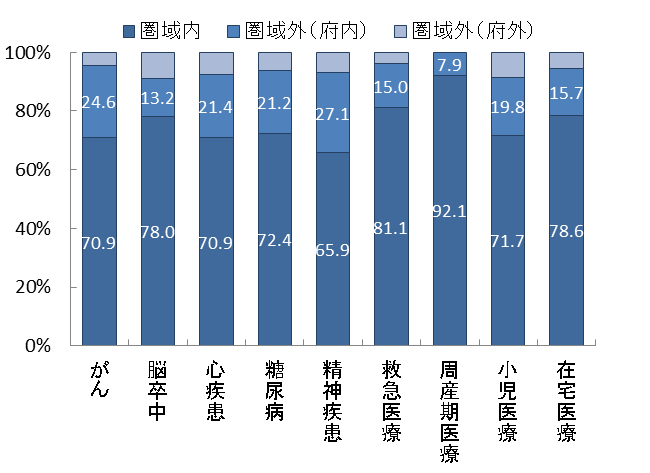 圏域内 圏域外（府内） 圏域外（府外）
100%
80%
60%
40%
20%
0%
24.6 13.2 21.4 21.2 27.1 15.0 7.9 19.8 15.7
70.9 78.0 70.9 72.4 65.9 81.1 92.1 71.7 78.6
がん
脳卒中
心疾患
糖尿病
精神疾患
救急医療
周産期医療
小児医療
在宅医療